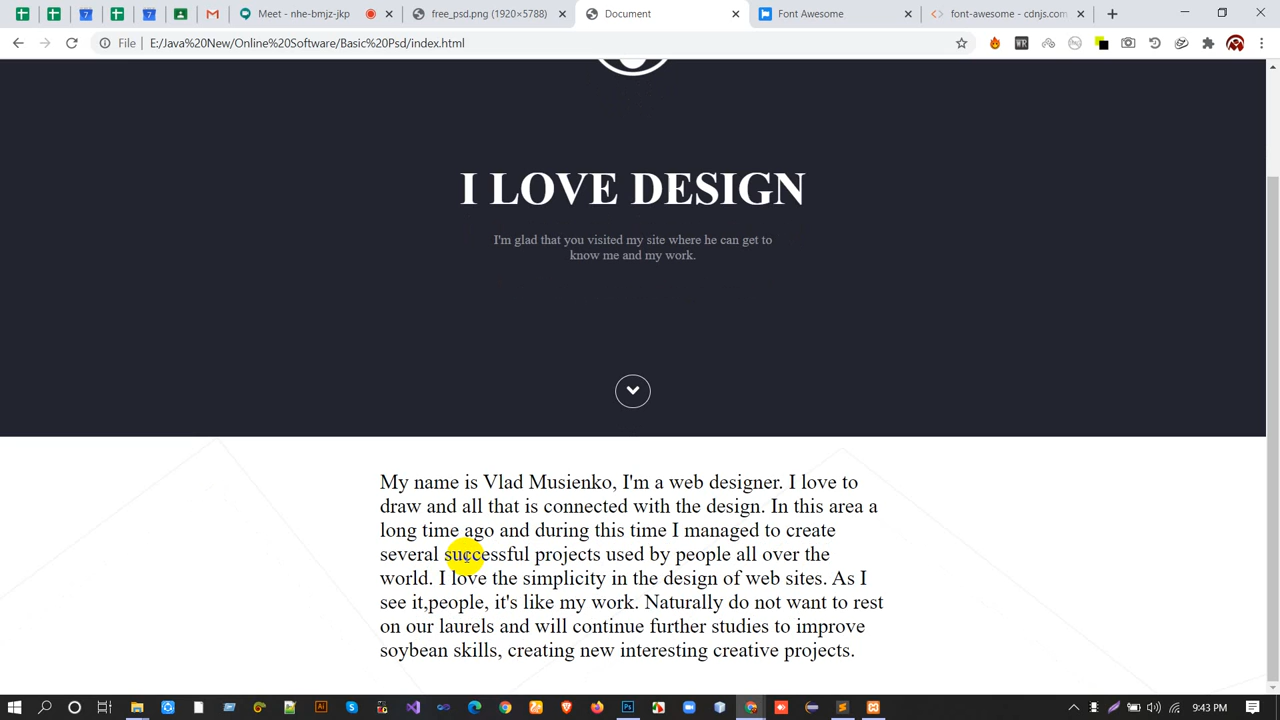 Meet - nhe-bmjz-jkp
free_psd.png (1920×5788)
Document
Font Awesome
font-awesome - cdnjs.com
File
E:/Java%20New/Online%20Software/Basic%20Psd/index.html
I LOVE DESIGN
I'm glad that you visited my site where he can get to
know me and my work.
My name is Vlad Musienko, I'm a web designer. I love to
draw and all that is connected with the design. In this area a
long time ago and during this time I managed to create
several successful projects used by people all over the
world. I love the simplicity in the design of web sites. As I
see it,people, it's like my work. Naturally do not want to rest
on our laurels and will continue further studies to improve
soybean skills, creating new interesting creative projects.
9:43 PM